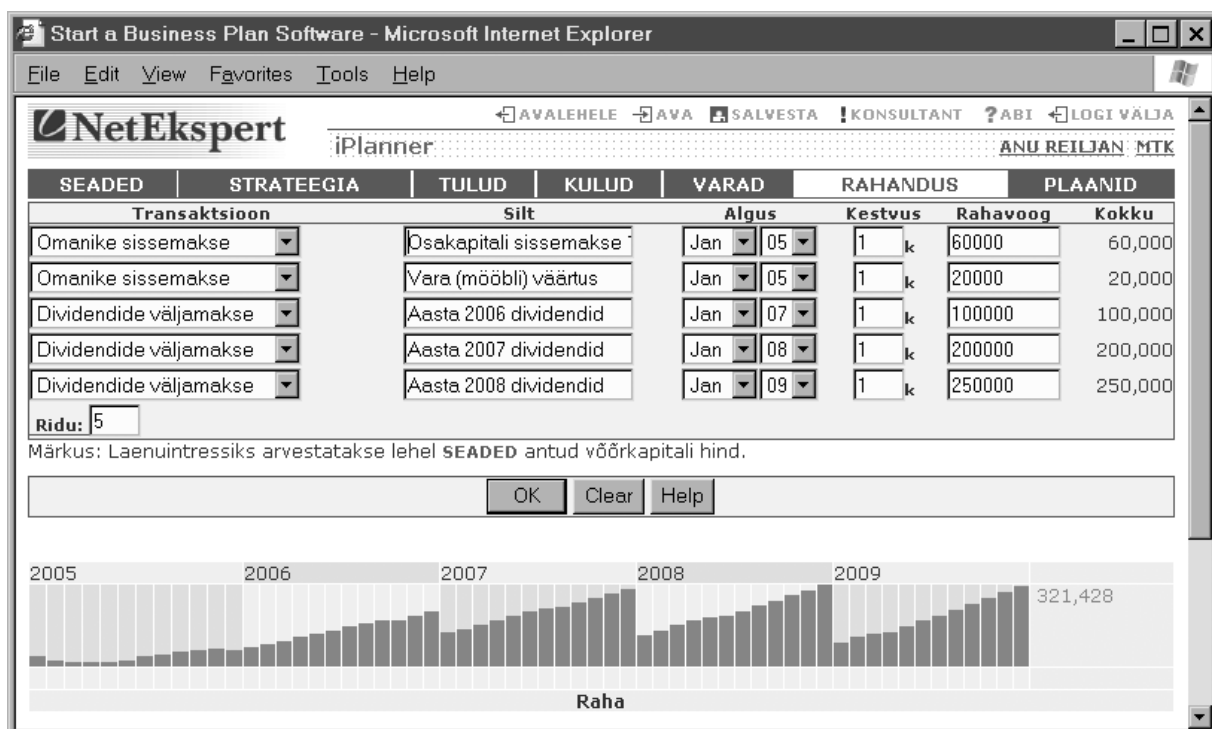 Start a Business Plan Software - Microsoft Internet Explorer
File Edit View Favorites Tools Help
NetEkspert
AVALEHELE AVA SALVESTA !KONSULTANT ?ABI LOGI VÄLJA
iPlanner ANU REILJAN MTK
SEADED STRATEEGIA TULUD KULUD VARAD RAHANDUS PLAANID
Transaktsioon Silt Algus Kestvus Rahavoog Kokku
Omanike sissemakse Osakapitali sissemakse Jan 05 1 k 60000 60,000
Omanike sissemakse Vara (mööbli) väärtus Jan 05 1 k 20000 20,000
Dividendide väljamakse Aasta 2006 dividendid Jan 07 1 k 100000 100,000
Dividendide väljamakse Aasta 2007 dividendid Jan 08 1 k 200000 200,000
Dividendide väljamakse Aasta 2008 dividendid Jan 09 1 k 250000 250,000
Ridu: 5
Märkus: Laenuintressiks arvestatakse lehel SEADED antud võõrkapitali hind.
OK Clear Help
2005 2006 2007 2008 2009
321,428
Raha